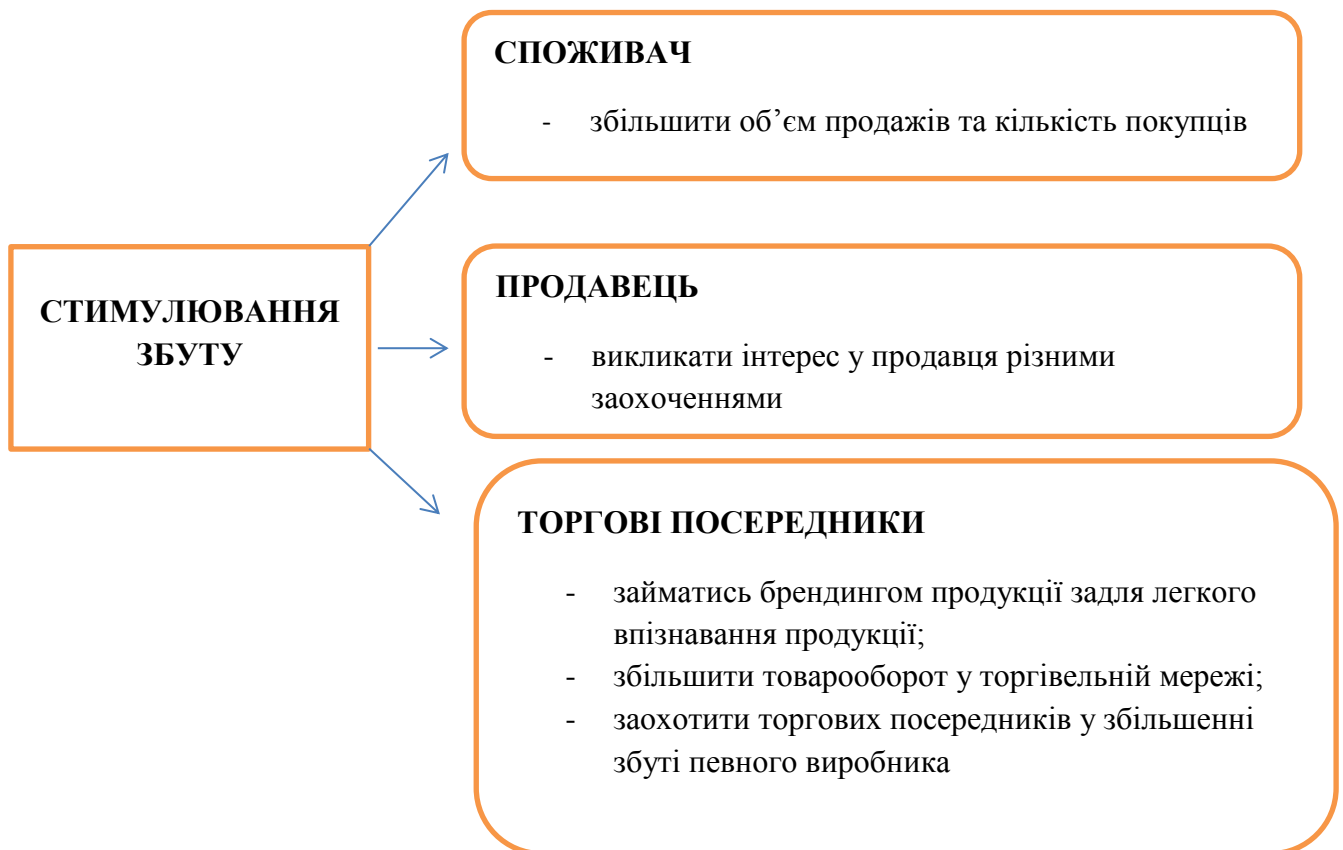 СПОЖИВАЧ
- збільшити об’єм продажів та кількість покупців
СТИМУЛЮВАННЯ
ЗБУТУ
ПРОДАВЕЦЬ
- викликати інтерес у продавця різними
заохоченнями
ТОРГОВІ ПОСЕРЕДНИКИ
- займатись брендингом продукції задля легкого
впізнавання продукції;
- збільшити товарооборот у торгівельній мережі;
- заохотити торгових посередників у збільшенні
збуті певного виробника